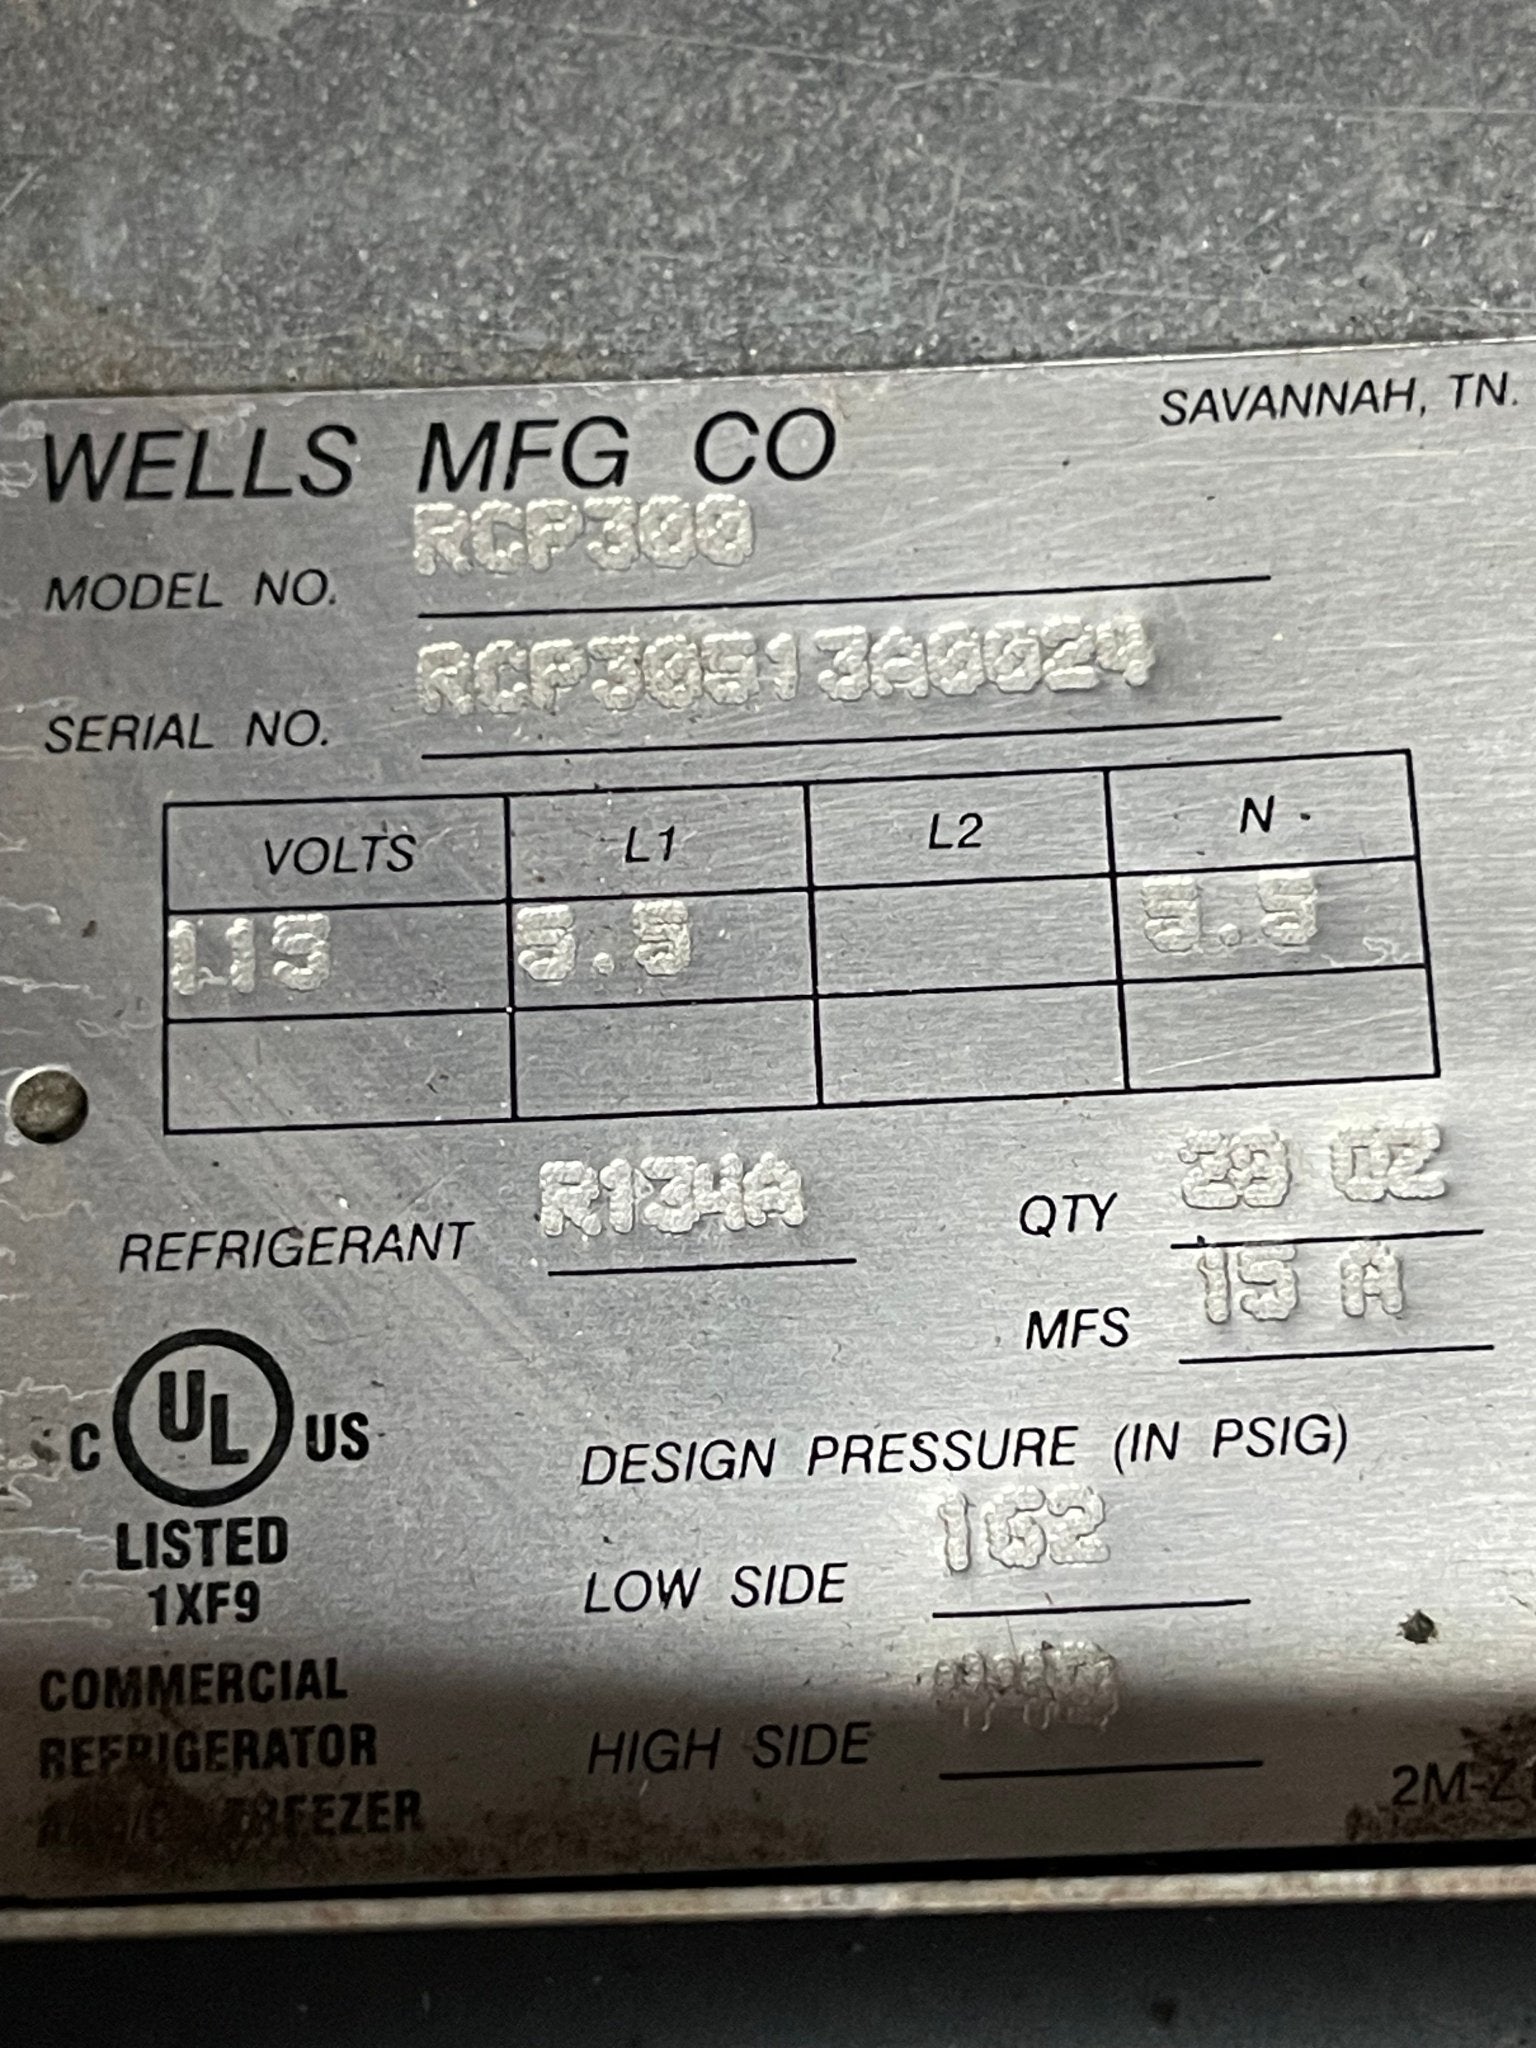 SAVANNAH, TN.
WELLS MFG CO
MODEL NO. RCP300
SERIAL NO. RCP30513A0024
VOLTS L1 L2 N
115 5.5 5.5
REFRIGERANT R134A QTY 28 OZ
MFS 15 A
C UL US
LISTED
1XF9
DESIGN PRESSURE (IN PSIG)
LOW SIDE 162
COMMERCIAL
REFRIGERATOR
HIGH SIDE
FREEZER